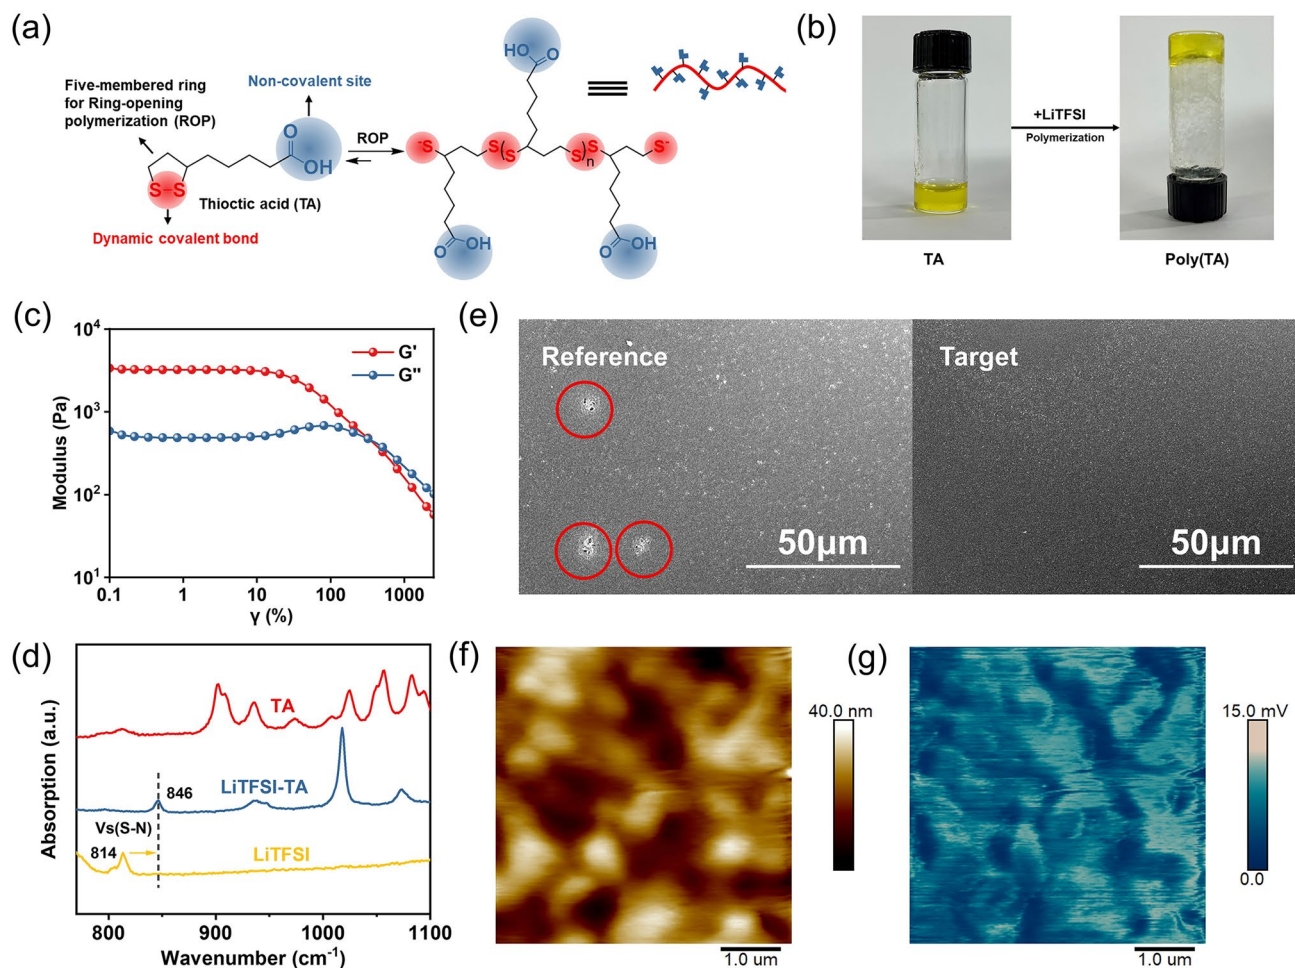 (a)
Five-membered ring
for Ring-opening
polymerization (ROP)
Non-covalent site
O
OH
S-S
Thioctic acid (TA)
Dynamic covalent bond
ROP
HO
O
-S
S
(
S
S
)n
S-
O
OH
O
OH
(b)
+LiTFSI
Polymerization
TA
Poly(TA)
(c)
Modulus (Pa)
10⁴
10³
10²
10¹
G'
G''
0.1 1 10 100 1000
γ (%)
(e)
Reference
50μm
Target
50μm
(d)
Absorption (a.u.)
TA
LiTFSI-TA
846
Vs(S-N)
814
LiTFSI
800 900 1000 1100
Wavenumber (cm⁻¹)
(f)
40.0 nm
1.0 um
(g)
15.0 mV
0.0
1.0 um